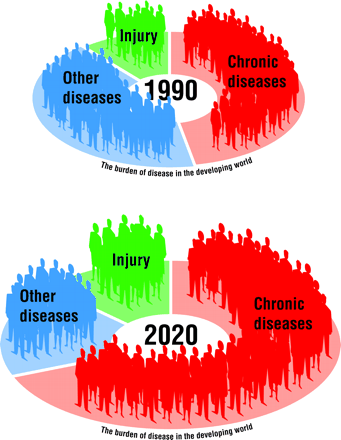 Injury
Chronic
diseases
Other
diseases
1990
The burden of disease in the developing world
Injury
Other
diseases
Chronic
diseases
2020
The burden of disease in the developing world